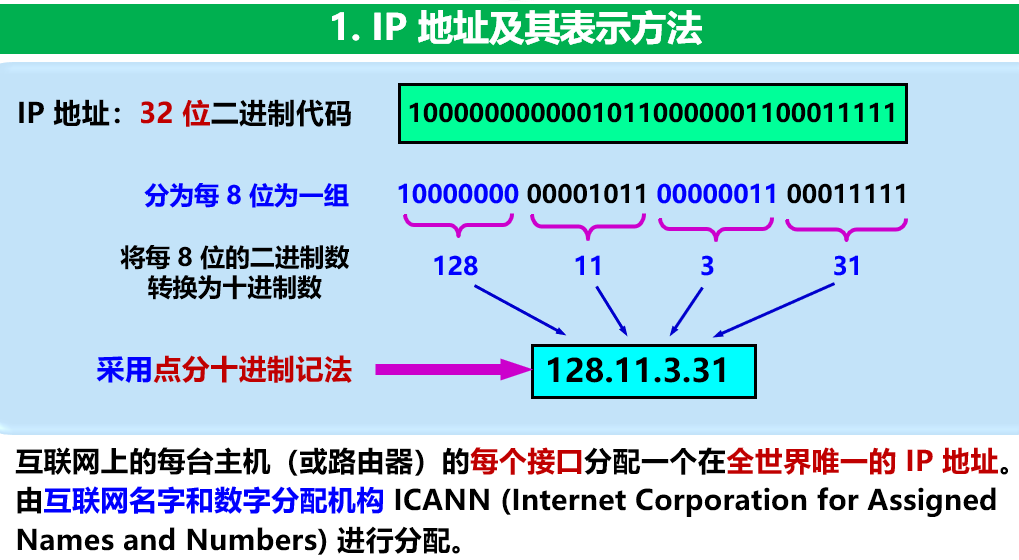 1. IP 地址及其表示方法
IP 地址：32 位二进制代码
10000000000010110000001100011111
分为每 8 位为一组
10000000 00001011 00000011 00011111
将每 8 位的二进制数
转换为十进制数
128 11 3 31
采用点分十进制记法
128.11.3.31
互联网上的每台主机（或路由器）的每个接口分配一个在全世界唯一的 IP 地址。
由互联网名字和数字分配机构 ICANN (Internet Corporation for Assigned
Names and Numbers) 进行分配。